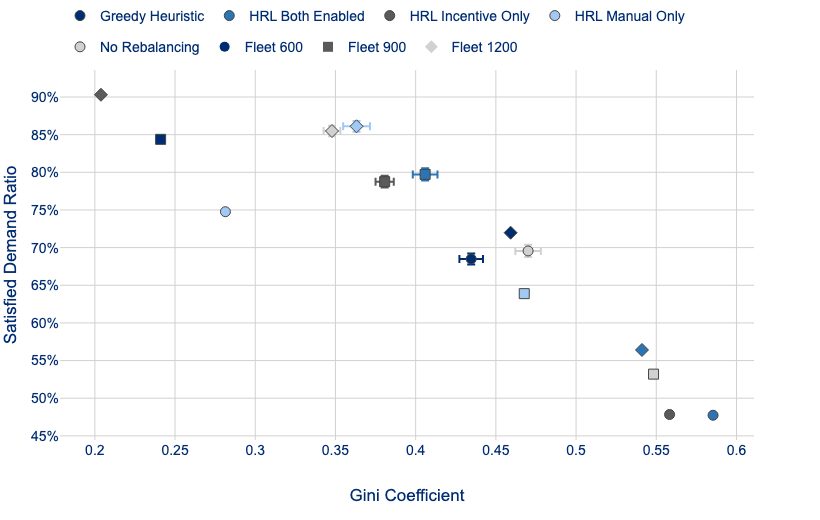 Greedy Heuristic HRL Both Enabled HRL Incentive Only HRL Manual Only
No Rebalancing Fleet 600 Fleet 900 Fleet 1200
90%
85%
80%
75%
70%
65%
60%
55%
50%
45%
Satisfied Demand Ratio
0.2 0.25 0.3 0.35 0.4 0.45 0.5 0.55 0.6
Gini Coefficient